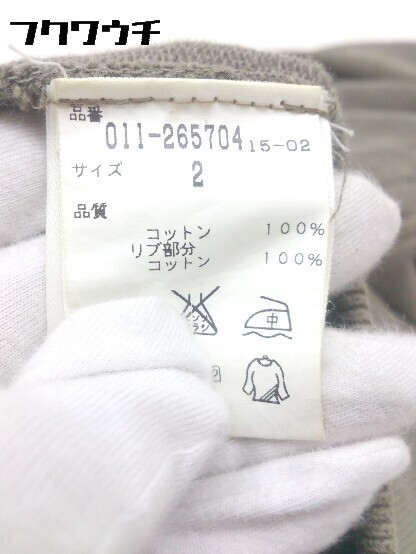 フクワウチ
品番
011-265704 15-02
サイズ 2
品質
コットン 100%
リブ部分
コットン 100%
中